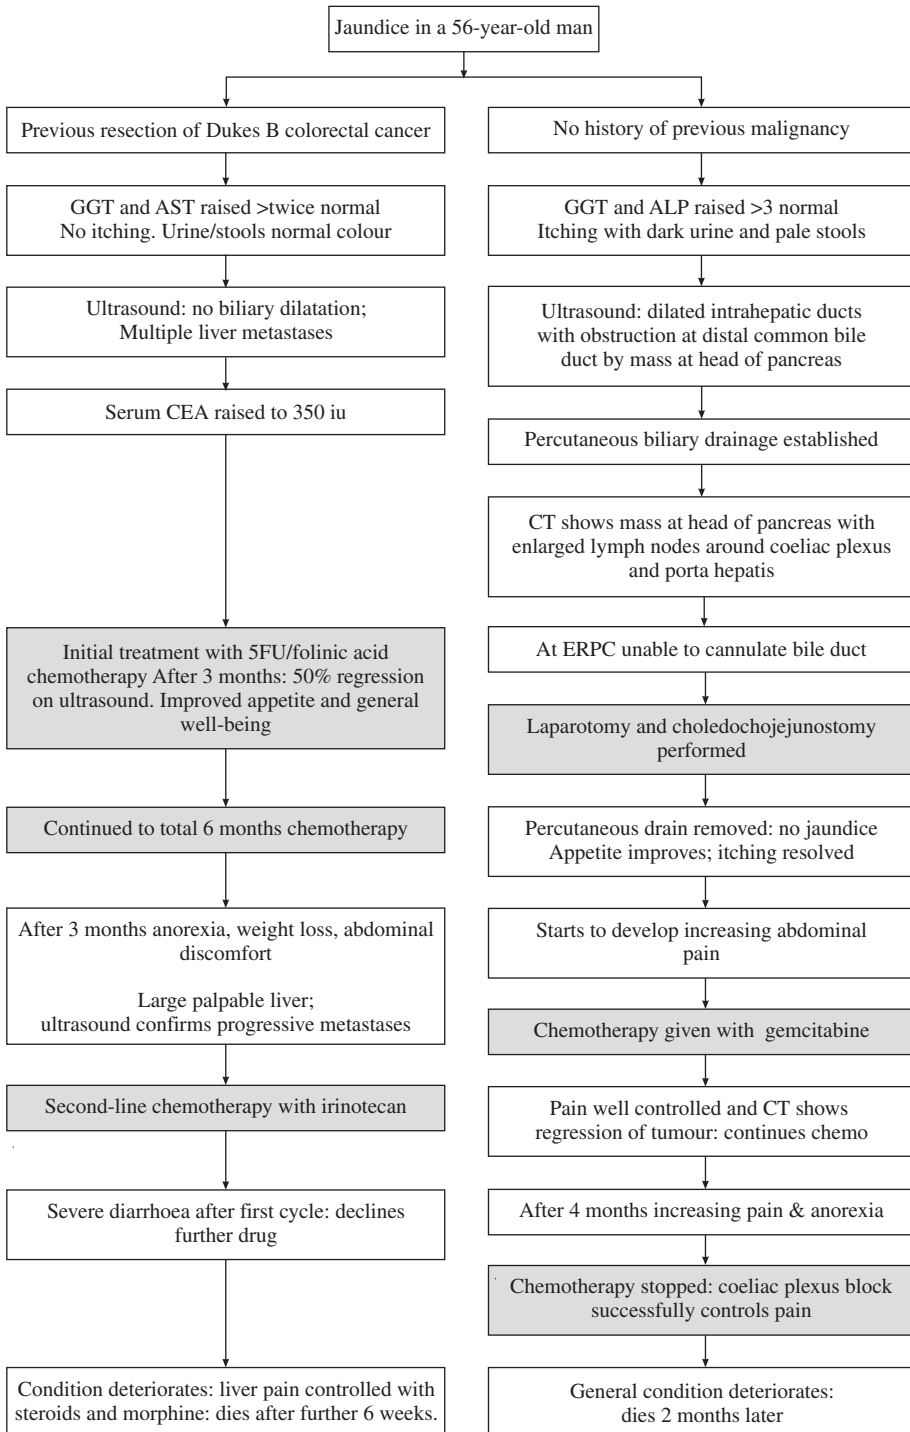 Jaundice in a 56-year-old man
Previous resection of Dukes B colorectal cancer
GGT and AST raised >twice normal
No itching. Urine/stools normal colour
Ultrasound: no biliary dilatation;
Multiple liver metastases
Serum CEA raised to 350 iu
Initial treatment with 5FU/folinic acid
chemotherapy After 3 months: 50% regression
on ultrasound. Improved appetite and general
well-being
Continued to total 6 months chemotherapy
After 3 months anorexia, weight loss, abdominal
discomfort
Large palpable liver;
ultrasound confirms progressive metastases
Second-line chemotherapy with irinotecan
Severe diarrhoea after first cycle: declines
further drug
Condition deteriorates: liver pain controlled with
steroids and morphine: dies after further 6 weeks.
No history of previous malignancy
GGT and ALP raised >3 normal
Itching with dark urine and pale stools
Ultrasound: dilated intrahepatic ducts
with obstruction at distal common bile
duct by mass at head of pancreas
Percutaneous biliary drainage established
CT shows mass at head of pancreas with
enlarged lymph nodes around coeliac plexus
and porta hepatis
At ERPC unable to cannulate bile duct
Laparotomy and choledochojejunostomy
performed
Percutaneous drain removed: no jaundice
Appetite improves; itching resolved
Starts to develop increasing abdominal
pain
Chemotherapy given with gemcitabine
Pain well controlled and CT shows
regression of tumour: continues chemo
After 4 months increasing pain & anorexia
Chemotherapy stopped: coeliac plexus block
successfully controls pain
General condition deteriorates:
dies 2 months later